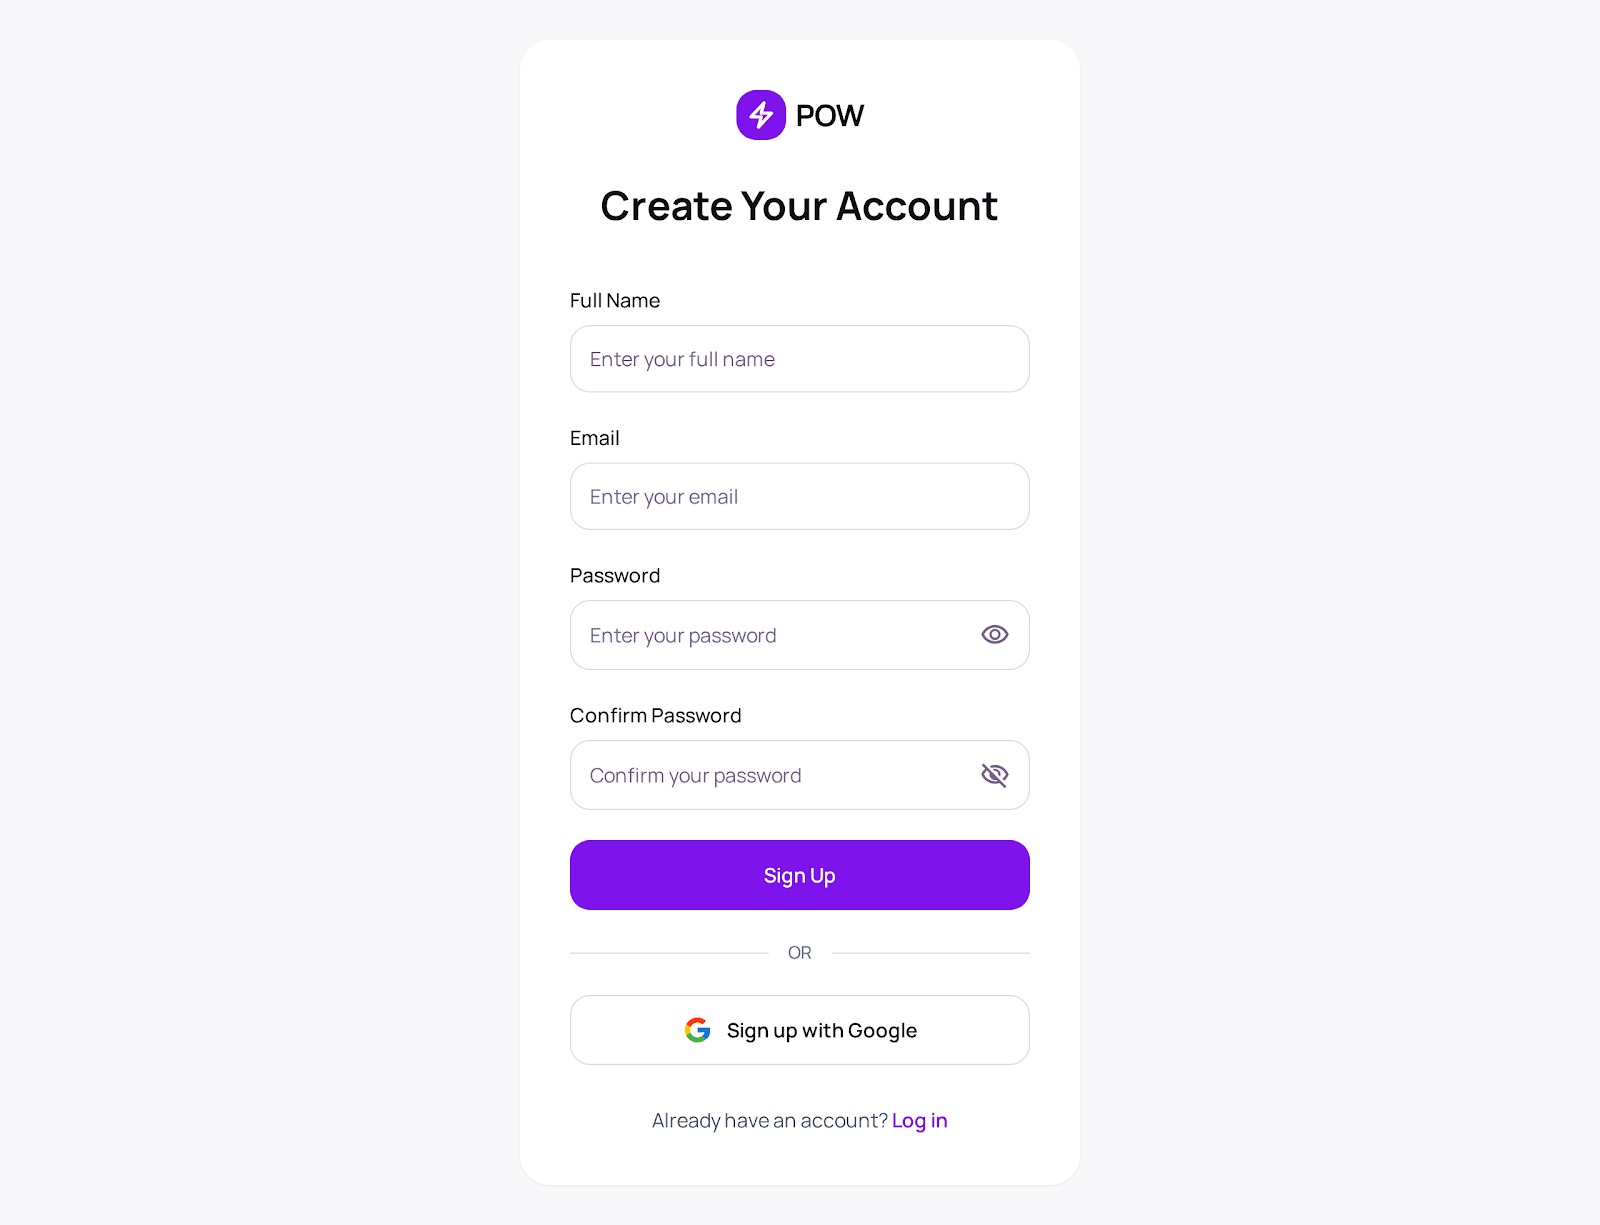 POW
Create Your Account
Full Name
Enter your full name
Email
Enter your email
Password
Enter your password
Confirm Password
Confirm your password
Sign Up
OR
Sign up with Google
Already have an account? Log in